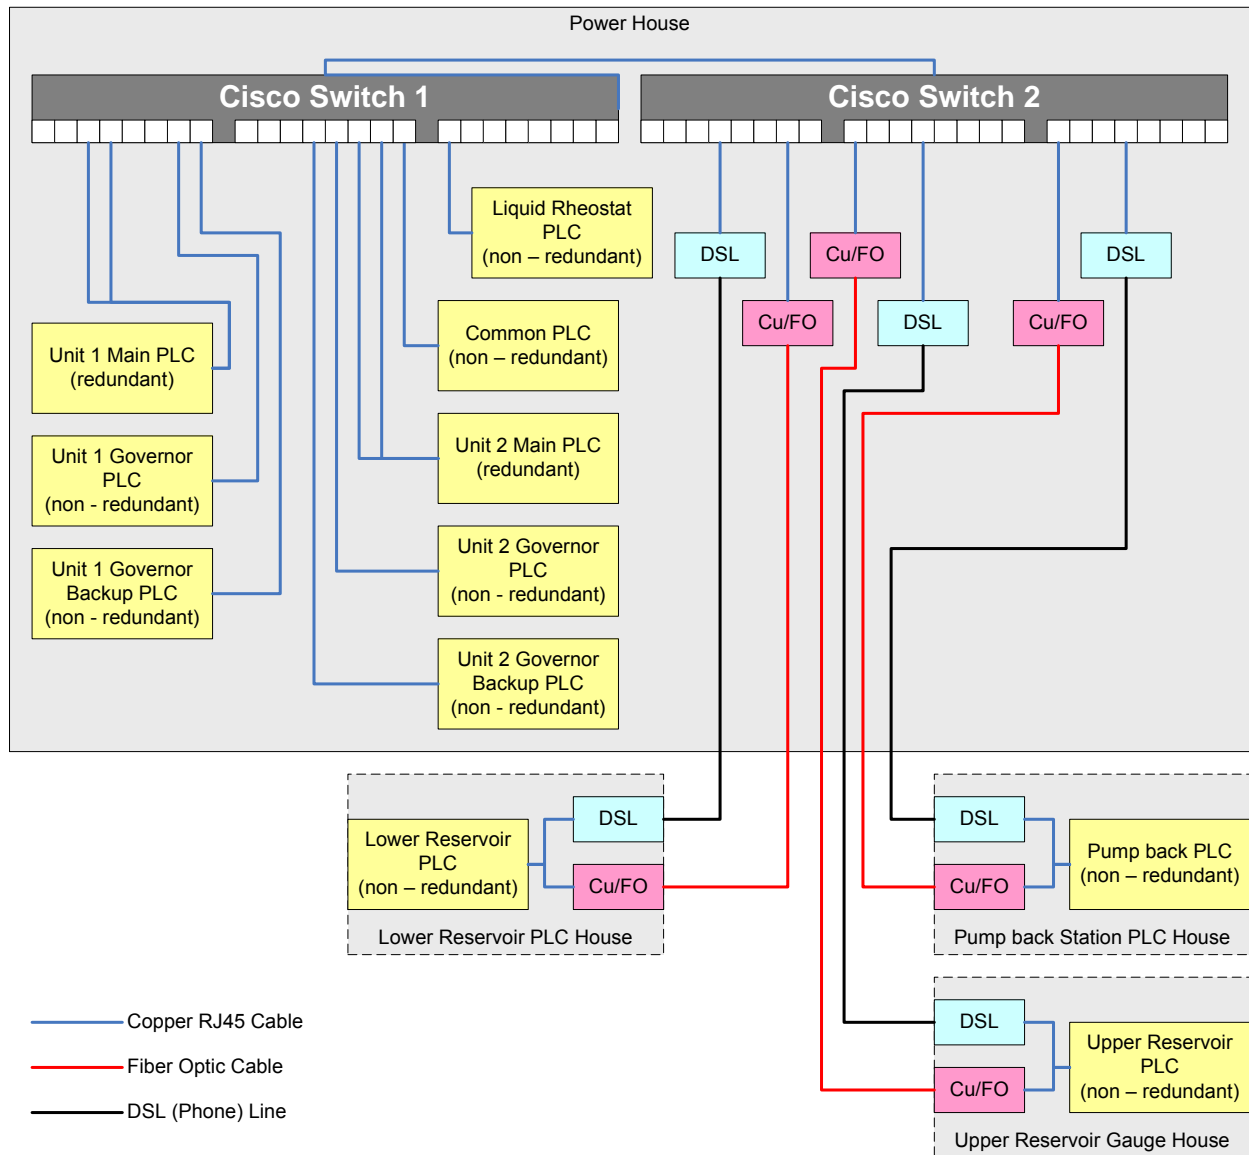 Power House
Cisco Switch 1
Cisco Switch 2
Liquid Rheostat
PLC
(non – redundant)
DSL
Cu/FO
DSL
Cu/FO
DSL
Cu/FO
Unit 1 Main PLC
(redundant)
Common PLC
(non – redundant)
Unit 1 Governor
PLC
(non - redundant)
Unit 2 Main PLC
(redundant)
Unit 1 Governor
Backup PLC
(non - redundant)
Unit 2 Governor
PLC
(non - redundant)
Unit 2 Governor
Backup PLC
(non - redundant)
Lower Reservoir
PLC
(non – redundant)
DSL
Cu/FO
Lower Reservoir PLC House
DSL
Cu/FO
Pump back PLC
(non – redundant)
Pump back Station PLC House
DSL
Cu/FO
Upper Reservoir
PLC
(non – redundant)
Upper Reservoir Gauge House
Copper RJ45 Cable
Fiber Optic Cable
DSL (Phone) Line